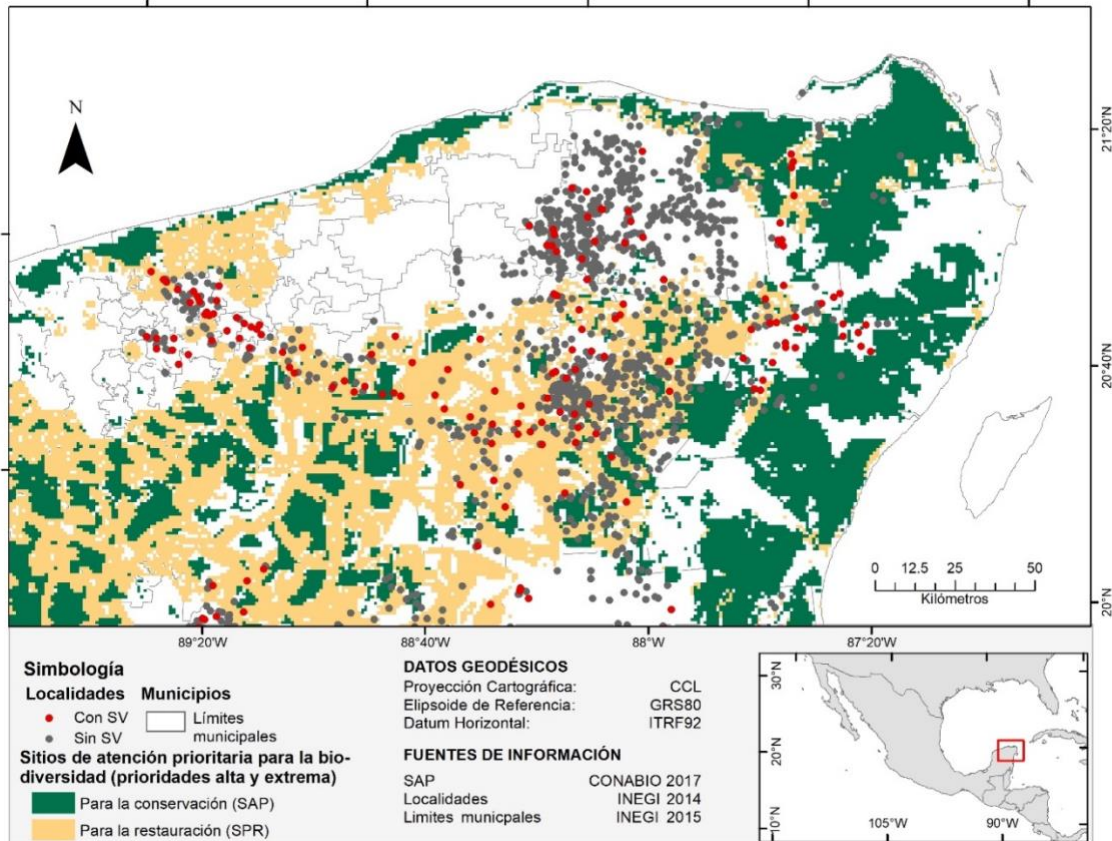 N
21°20'N
20°40'N
20°N
0 12.5 25 50
Kilómetros
89°20'W 88°40'W 88°W 87°20'W
Simbología
Localidades Municipios
Con SV
Sin SV
Límites
municipales
Sitios de atención prioritaria para la bio-
diversidad (prioridades alta y extrema)
Para la conservación (SAP)
Para la restauración (SPR)
DATOS GEODÉSICOS
Proyección Cartográfica: CCL
Elipsoide de Referencia: GRS80
Datum Horizontal: ITRF92
FUENTES DE INFORMACIÓN
SAP CONABIO 2017
Localidades INEGI 2014
Limites municpales INEGI 2015
30°N
20°N
10°N
105°W 90°W